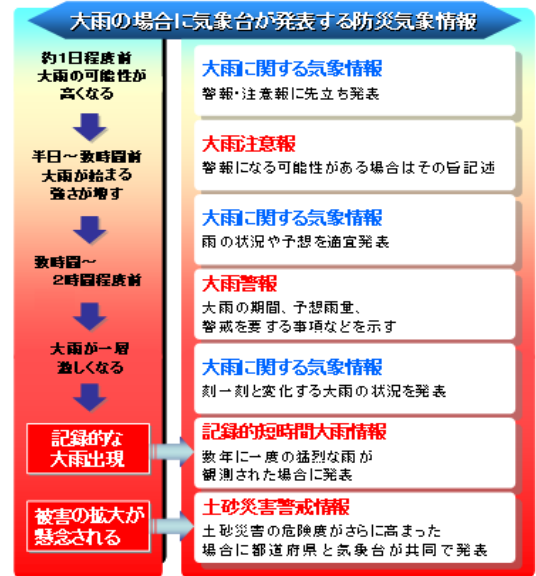 大雨の場合に気象台が発表する防災気象情報
約1日程度前
大雨の可能性が
高くなる
大雨に関する気象情報
警報・注意報に先立ち発表
半日～数時間前
大雨が始まる
強さが増す
大雨注意報
警報になる可能性がある場合はその旨記述
大雨に関する気象情報
雨の状況や予想を適宜発表
数時間～
2時間程度前
大雨警報
大雨の期間、予想雨量、
警戒を要する事項などを示す
大雨が一層
激しくなる
大雨に関する気象情報
刻一刻と変化する大雨の状況を発表
記録的な
大雨出現
記録的短時間大雨情報
数年に一度の猛烈な雨が
観測された場合に発表
被害の拡大が
懸念される
土砂災害警戒情報
土砂災害の危険度がさらに高まった
場合に都道府県と気象台が共同で発表